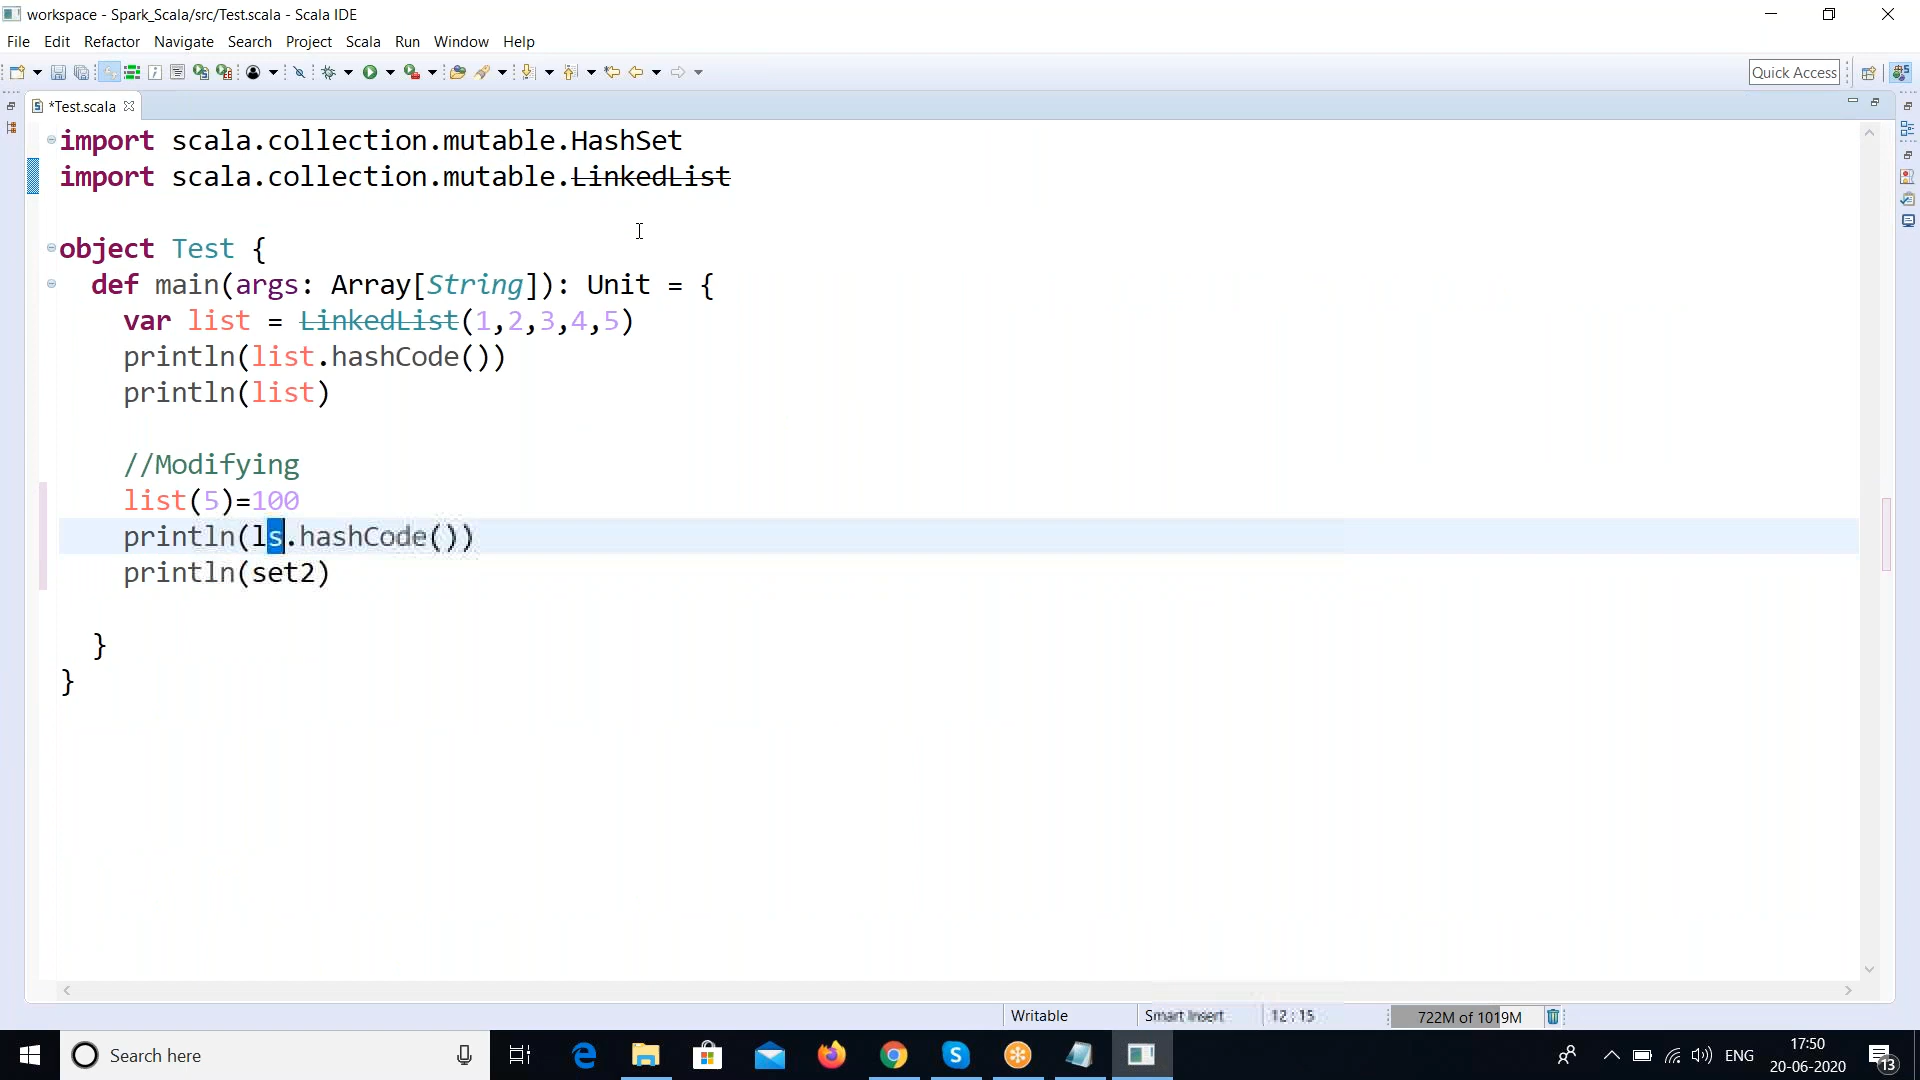 workspace - Spark_Scala/src/Test.scala - Scala IDE
File Edit Refactor Navigate Search Project Scala Run Window Help
Quick Access
*Test.scala
import scala.collection.mutable.HashSet
import scala.collection.mutable.LinkedList
object Test {
def main(args: Array[String]): Unit = {
var list = LinkedList(1,2,3,4,5)
println(list.hashCode())
println(list)
//Modifying
list(5)=100
println(ls.hashCode())
println(set2)
}
}
Writable Smart Insert 12 : 15 722M of 1019M
Search here ENG 17:50
20-06-2020 13